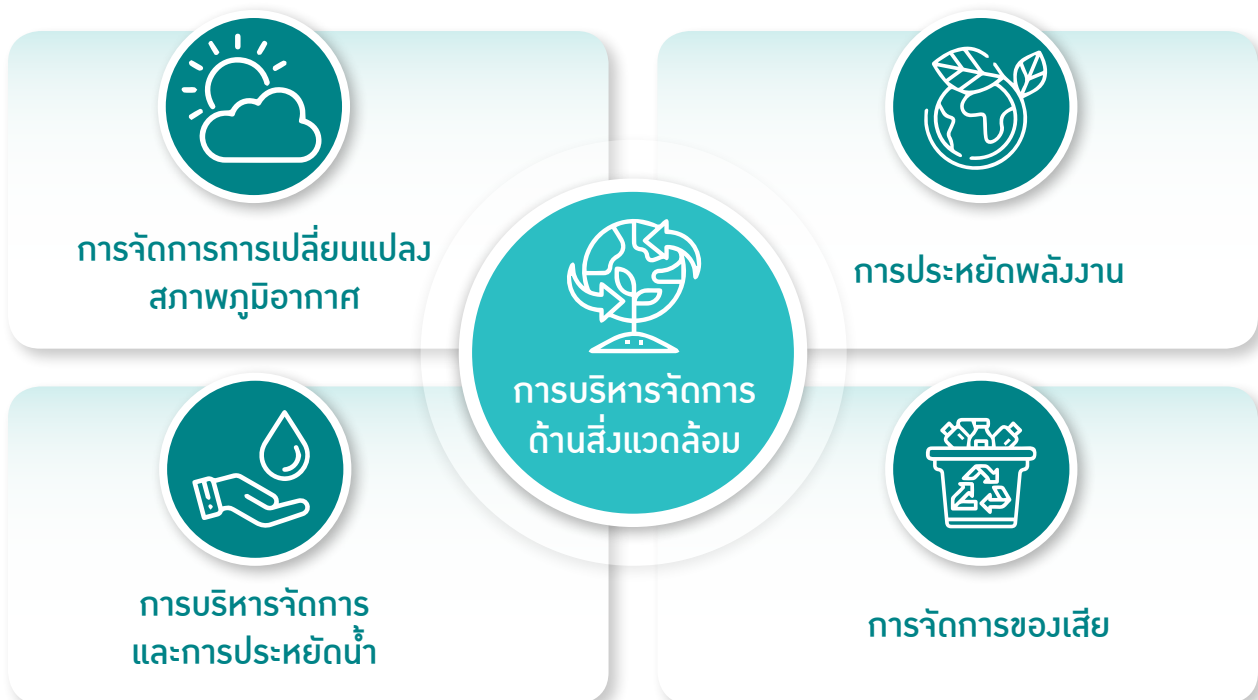 การจัดการการเปลี่ยนแปลง
สภาพภูมิอากาศ
การประหยัดพลังงาน
การบริหารจัดการ
ด้านสิ่งแวดล้อม
การบริหารจัดการ
และการประหยัดน้ำ
การจัดการของเสีย